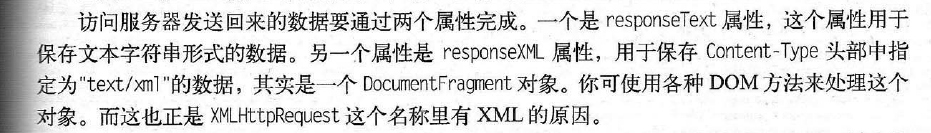 访问服务器发送回来的数据要通过两个属性完成。一个是 responseText 属性，这个属性用于
保存文本字符串形式的数据。另一个属性是 responseXML 属性，用于保存 Content-Type 头部中指
定为"text/xml"的数据，其实是一个 DocumentFragment 对象。你可使用各种 DOM 方法来处理这个
对象。而这也正是 XMLHttpRequest 这个名称里有 XML 的原因。